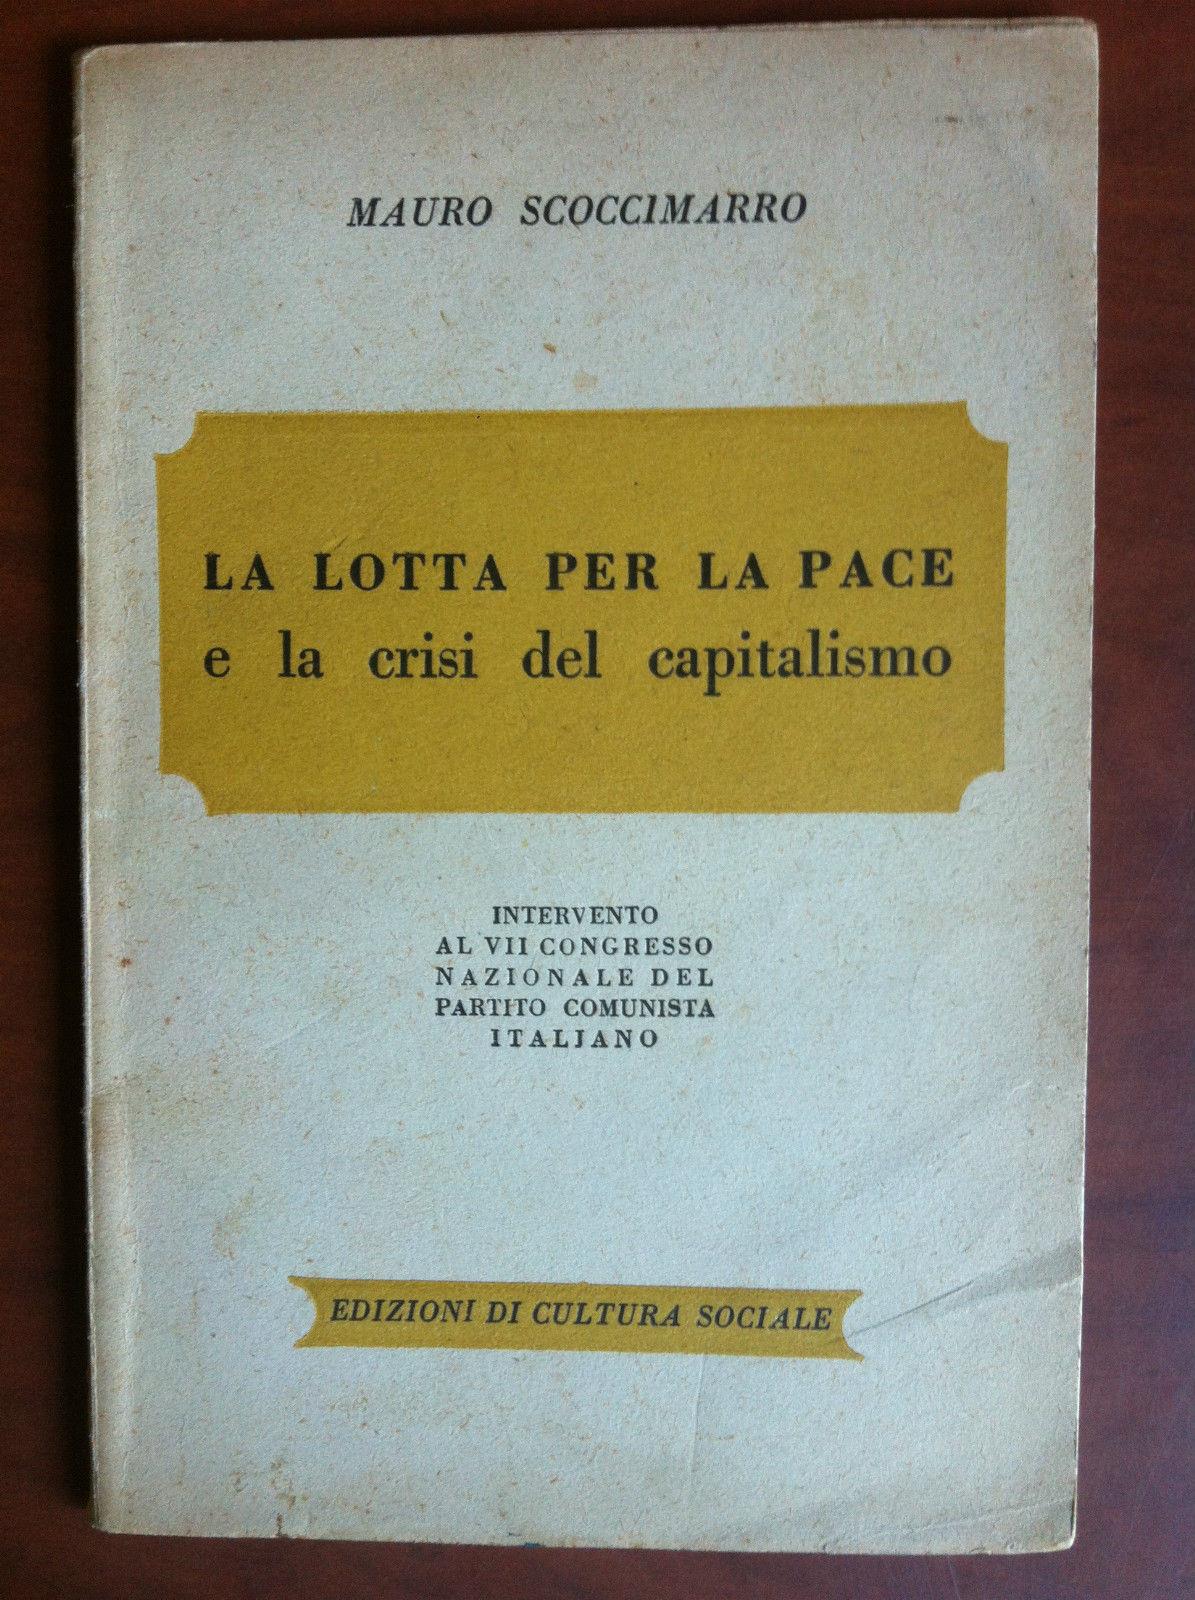 MAURO SCOCCIMARRO
LA LOTTA PER LA PACE
e la crisi del capitalismo
INTERVENTO
AL VII CONGRESSO
NAZIONALE DEL
PARTITO COMUNISTA
ITALIANO
EDIZIONI DI CULTURA SOCIALE